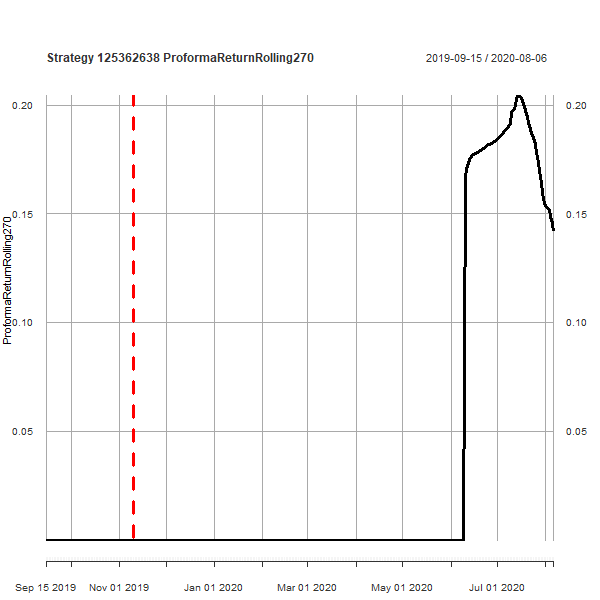 Strategy 125362638 ProformaReturnRolling270
2019-09-15 / 2020-08-06
0.20
0.20
0.15
0.15
ProformaReturnRolling270
0.10
0.10
0.05
0.05
Sep 15 2019
Nov 01 2019
Jan 01 2020
Mar 01 2020
May 01 2020
Jul 01 2020